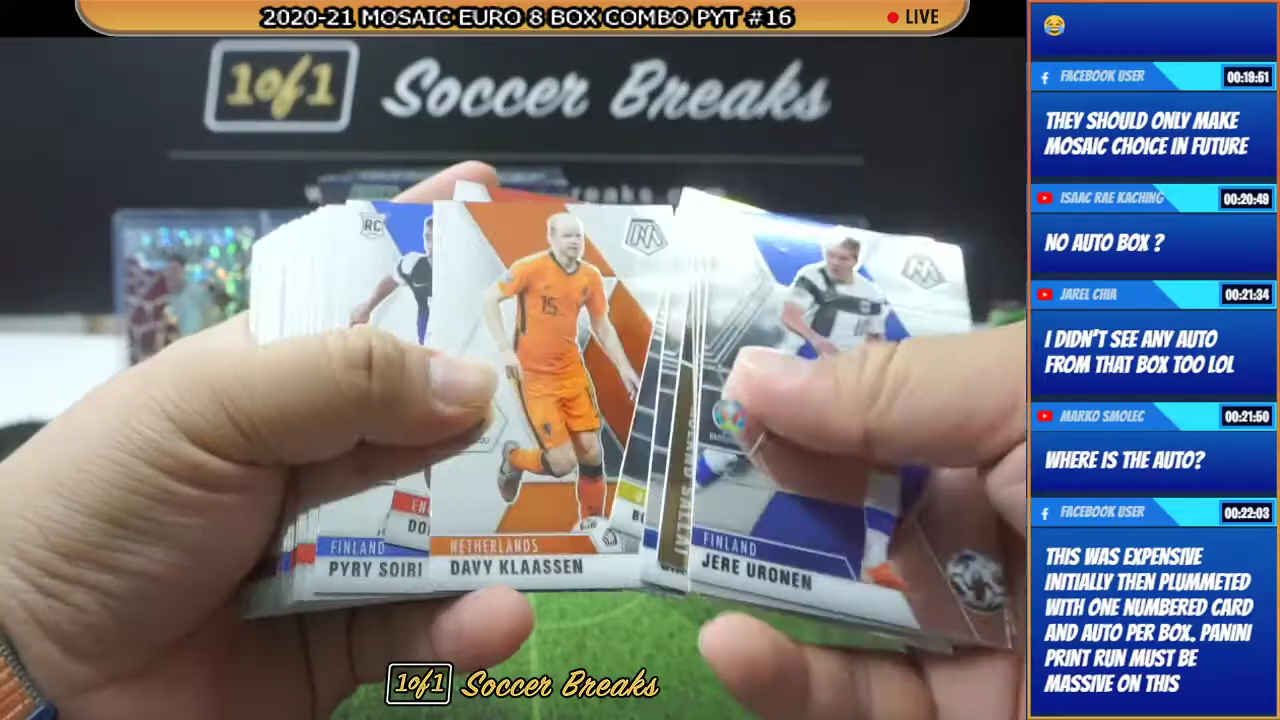 2020-21 MOSAIC EURO 8 BOX COMBO PYT #16
LIVE
1of1 Soccer Breaks
RC
15
FINLAND
PYRY SOIRI
EN
DO
NETHERLANDS
DAVY KLAASSEN
FINLAND
JERE URONEN
1of1 Soccer Breaks
FACEBOOK USER
00:19:51
THEY SHOULD ONLY MAKE
MOSAIC CHOICE IN FUTURE
ISAAC RAE KACHING
00:20:49
NO AUTO BOX ?
JAREL CHIA
00:21:34
I DIDN'T SEE ANY AUTO
FROM THAT BOX TOO LOL
MARKO SMOLEC
00:21:50
WHERE IS THE AUTO?
FACEBOOK USER
00:22:03
THIS WAS EXPENSIVE
INITIALLY THEN PLUMMETED
WITH ONE NUMBERED CARD
AND AUTO PER BOX. PANINI
PRINT RUN MUST BE
MASSIVE ON THIS